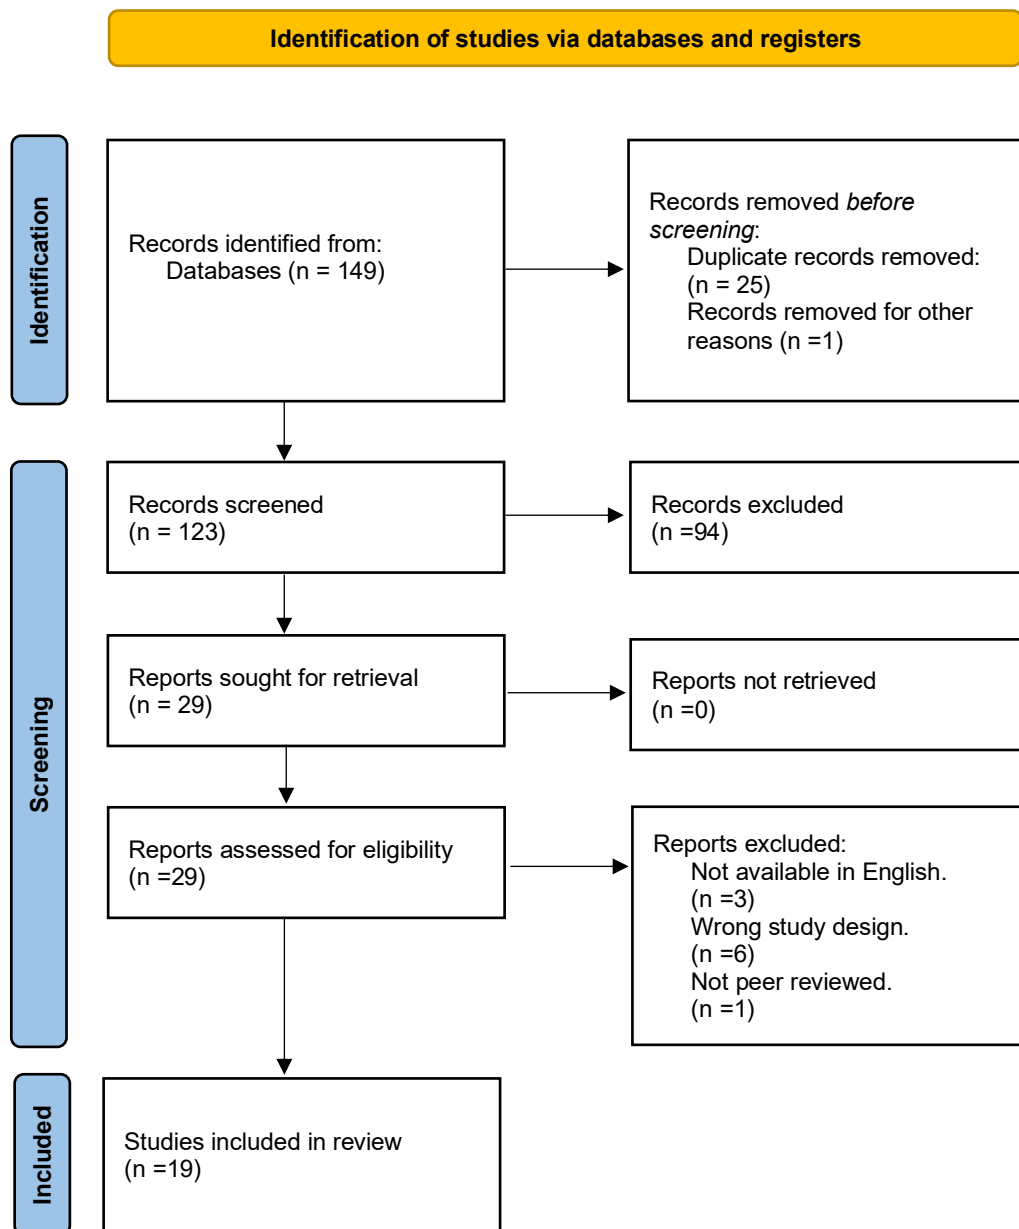 Identification of studies via databases and registers
Identification
Records identified from:
Databases (n = 149)
Records removed before
screening:
Duplicate records removed:
(n = 25)
Records removed for other
reasons (n =1)
Screening
Records screened
(n = 123)
Records excluded
(n =94)
Reports sought for retrieval
(n = 29)
Reports not retrieved
(n =0)
Reports assessed for eligibility
(n =29)
Reports excluded:
Not available in English.
(n =3)
Wrong study design.
(n =6)
Not peer reviewed.
(n =1)
Included
Studies included in review
(n =19)